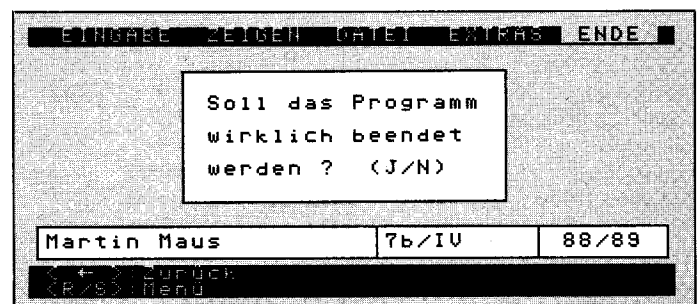 EINGABE ZEIGEN DATEI EXTRAS ENDE
Soll das Programm
wirklich beendet
werden ? (J/N)
Martin Maus 7b/IV 88/89
< ← > Zurück
<R/S> Menü